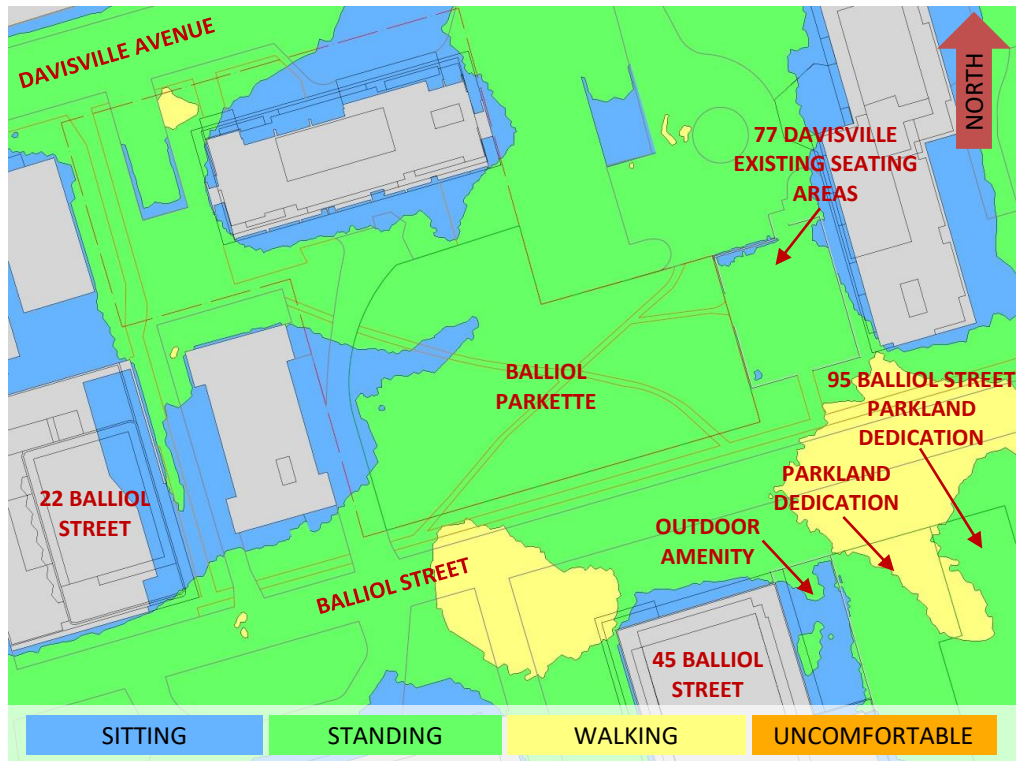 DAVISVILLE AVENUE
NORTH
77 DAVISVILLE
EXISTING SEATING
AREAS
BALLIOL
PARKETTE
95 BALLIOL STREET
PARKLAND
DEDICATION
PARKLAND
DEDICATION
22 BALLIOL
STREET
OUTDOOR
AMENITY
BALLIOL STREET
45 BALLIOL
STREET
SITTING
STANDING
WALKING
UNCOMFORTABLE